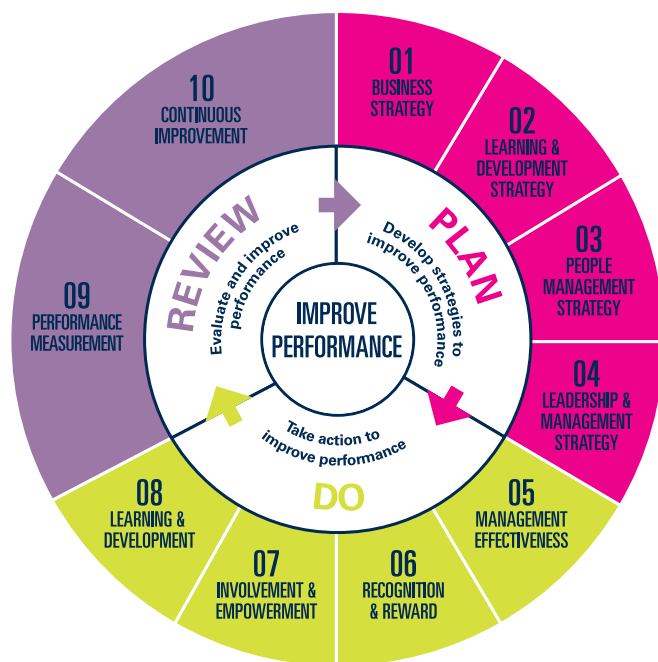 01
BUSINESS
STRATEGY
02
LEARNING &
DEVELOPMENT
STRATEGY
03
PEOPLE
MANAGEMENT
STRATEGY
04
LEADERSHIP &
MANAGEMENT
STRATEGY
05
MANAGEMENT
EFFECTIVENESS
06
RECOGNITION
& REWARD
07
INVOLVEMENT &
EMPOWERMENT
08
LEARNING &
DEVELOPMENT
09
PERFORMANCE
MEASUREMENT
10
CONTINUOUS
IMPROVEMENT
PLAN
Develop strategies to
improve performance
DO
Take action to
improve performance
REVIEW
Evaluate and improve
performance
IMPROVE
PERFORMANCE